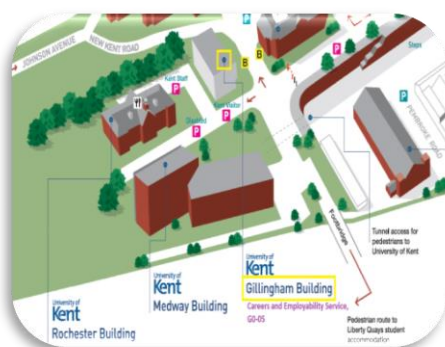 JOHNSON AVENUE
NEW KENT ROAD
P
Steps
B
B
Kent Staff
P
P
Kent Visitor
P
Disabled
P
P
PEMBROKE ROAD
Footbridge
Tunnel access for
pedestrians to
University of Kent
University of
Kent
Gillingham Building
Careers and Employability Service,
G0-05
University of
Kent
Medway Building
University of
Kent
Rochester Building
Pedestrian route to
Liberty Quays student
accommodation